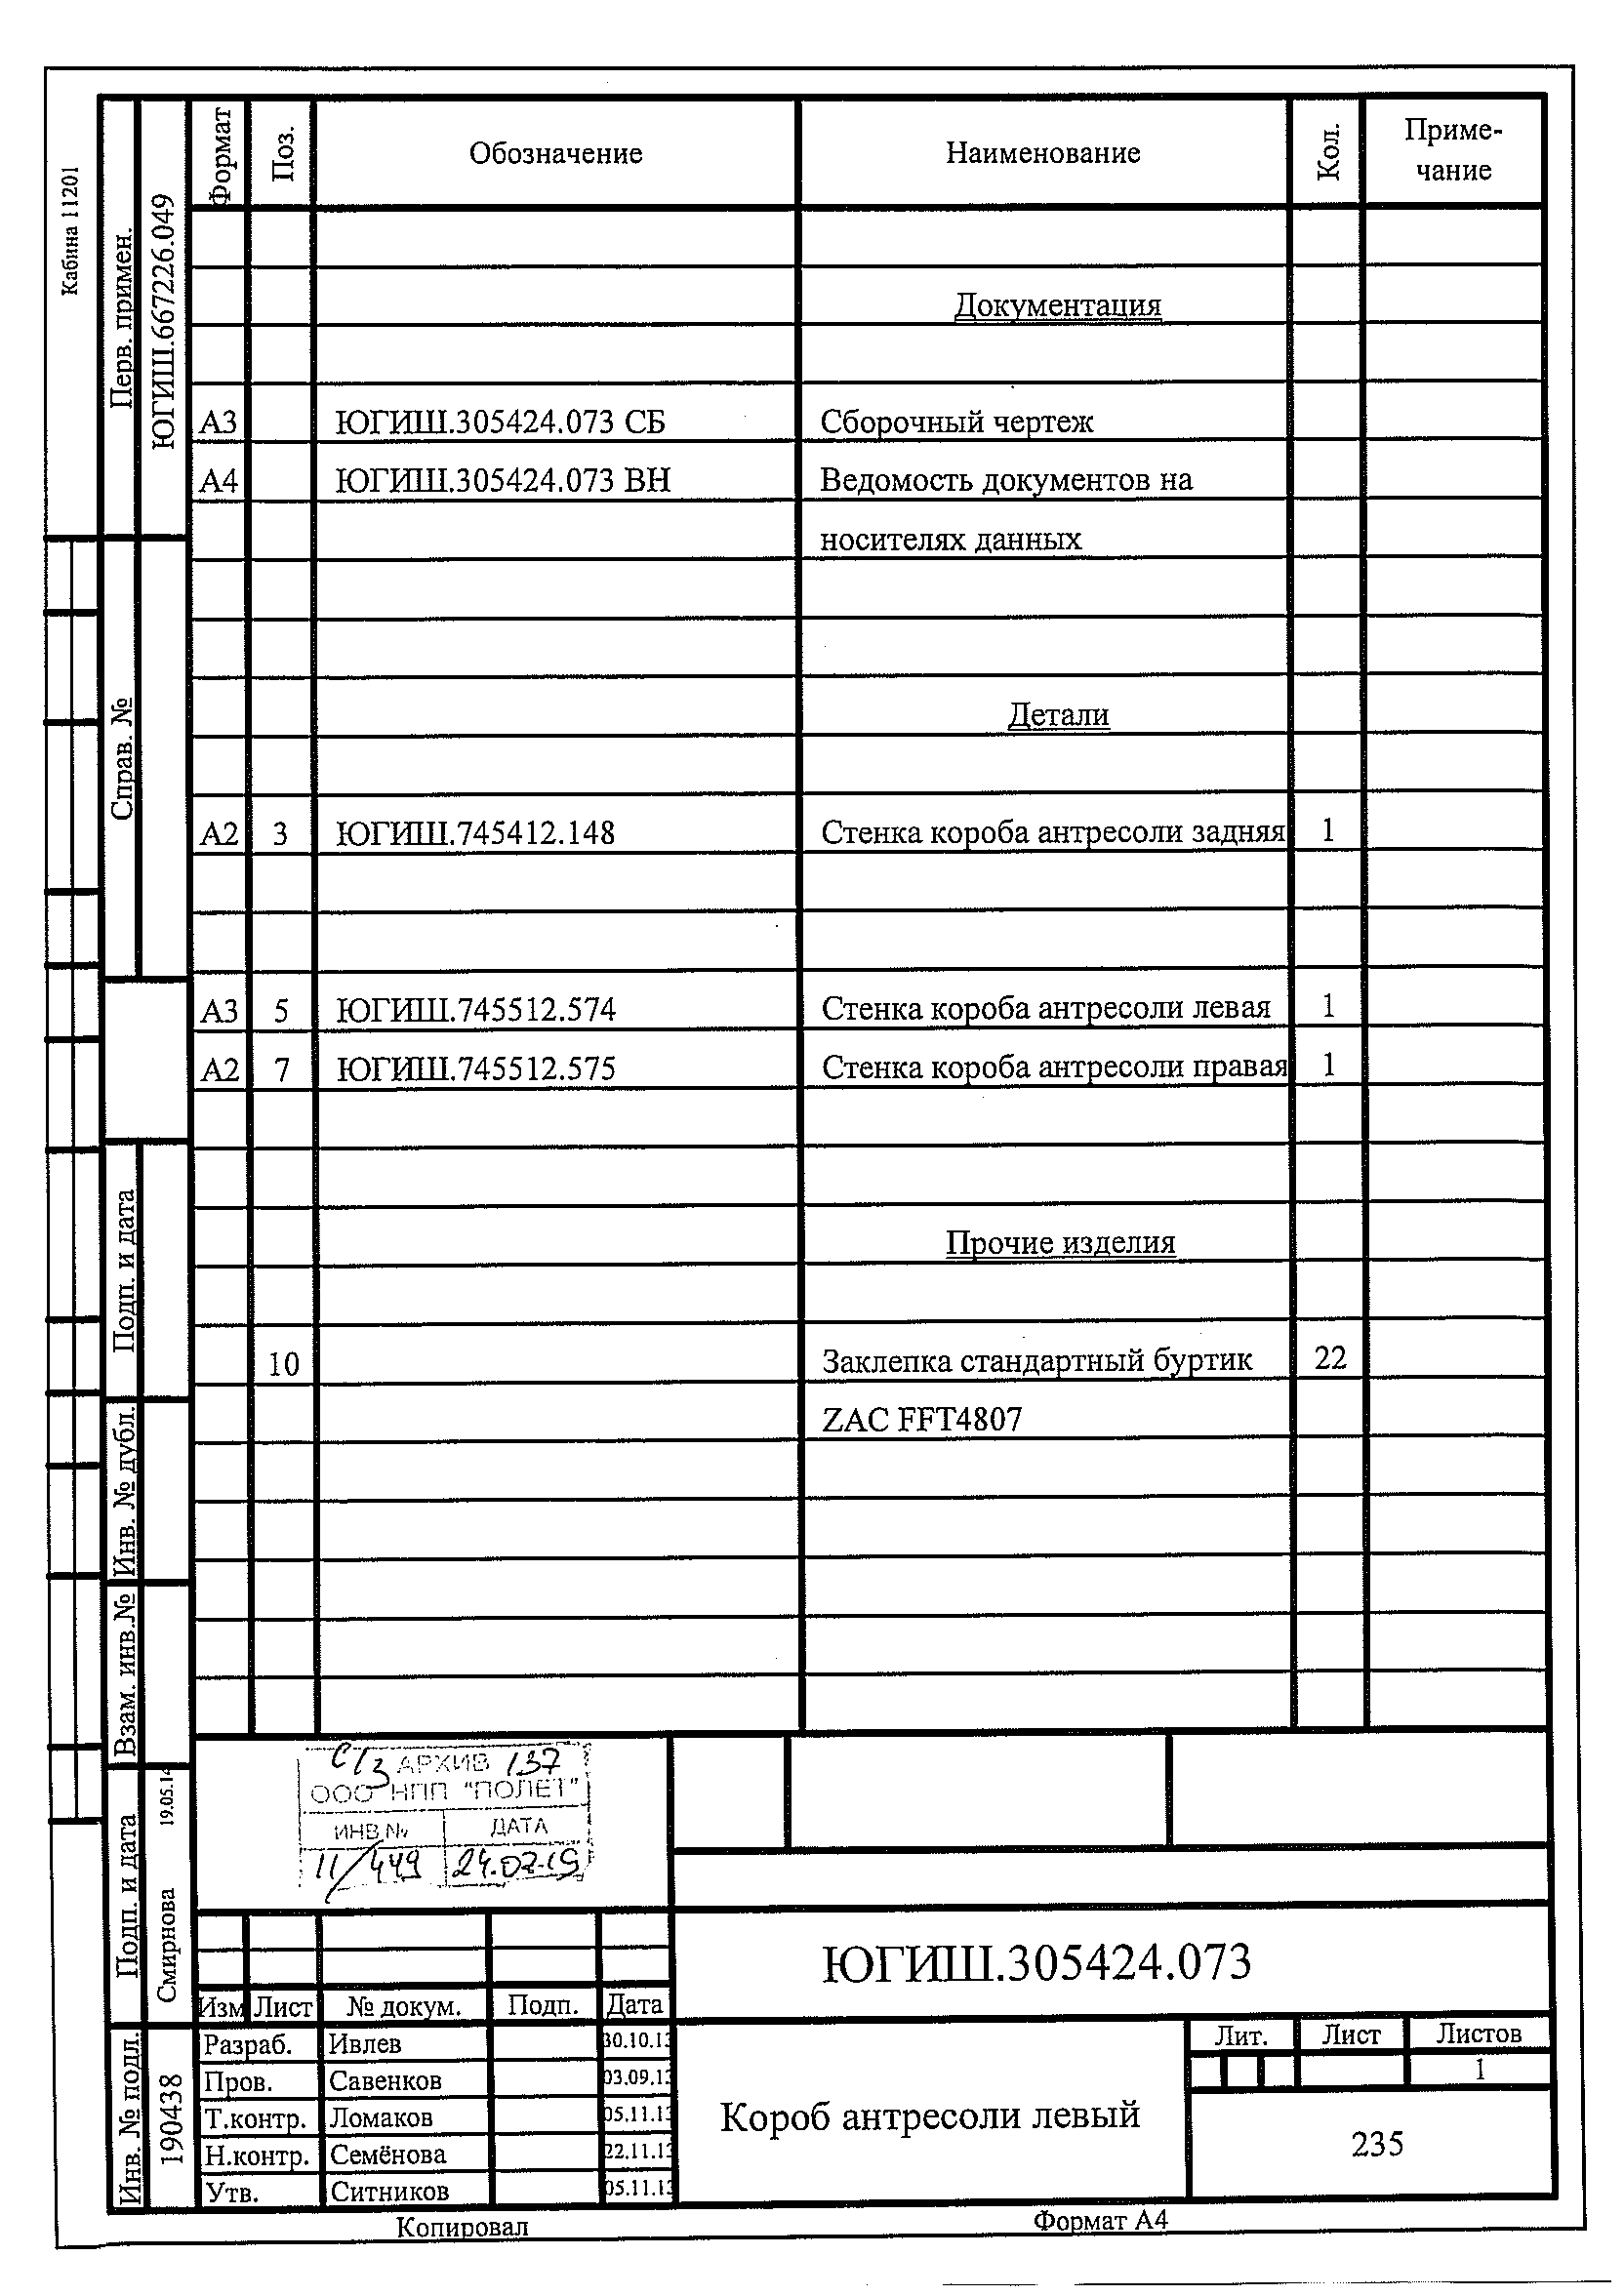 Кабина 11201
Перв. примен.
ЮГИШ.667226.049
Справ. №
Подп. и дата
Инв. № дубл.
Взам. инв.№
Подп. и дата
Смирнова 19.05.14
Инв. № подл.
190438
Формат Поз. Обозначение Наименование Кол. Приме-
чание
Документация
А3 ЮГИШ.305424.073 СБ Сборочный чертеж
А4 ЮГИШ.305424.073 ВН Ведомость документов на
носителях данных
Детали
А2 3 ЮГИШ.745412.148 Стенка короба антресоли задняя 1
А3 5 ЮГИШ.745512.574 Стенка короба антресоли левая 1
А2 7 ЮГИШ.745512.575 Стенка короба антресоли правая 1
Прочие изделия
10 Заклепка стандартный буртик 22
ZAC FFT4807
АРХИВ 137
ООО НПП "ПОЛЕТ"
ИНВ.№ ДАТА
11/449 24.02.19
ЮГИШ.305424.073
Изм Лист № докум. Подп. Дата
Разраб. Ивлев 30.10.13
Пров. Савенков 03.09.13
Т.контр. Ломаков 05.11.13
Н.контр. Семёнова 22.11.13
Утв. Ситников 05.11.13
Короб антресоли левый
Лит. Лист Листов
1
235
Копировал Формат А4